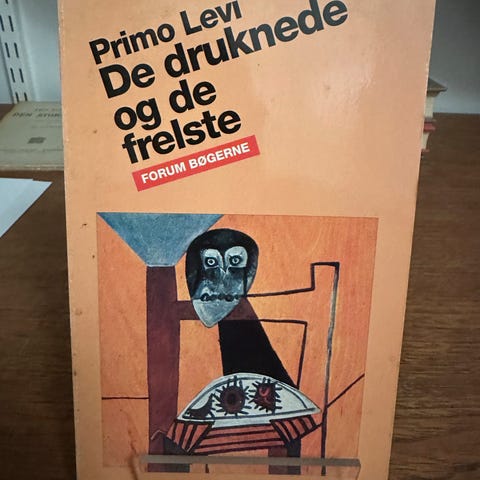 Primo Levi
De druknede
og de
frelste
FORUM BØGERNE